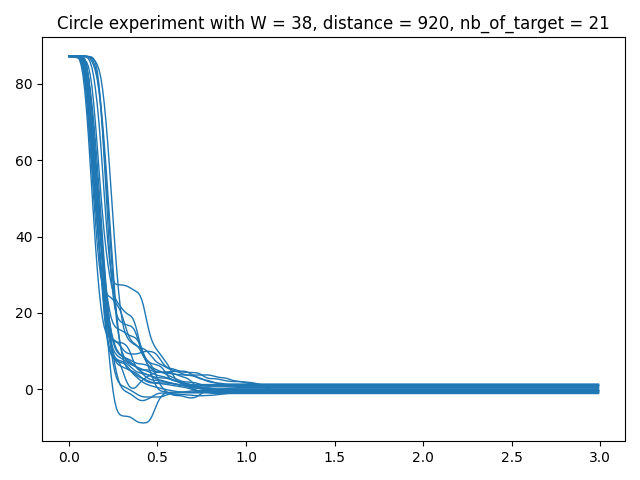 Circle experiment with W = 38, distance = 920, nb_of_target = 21
80
60
40
20
0
0.0 0.5 1.0 1.5 2.0 2.5 3.0